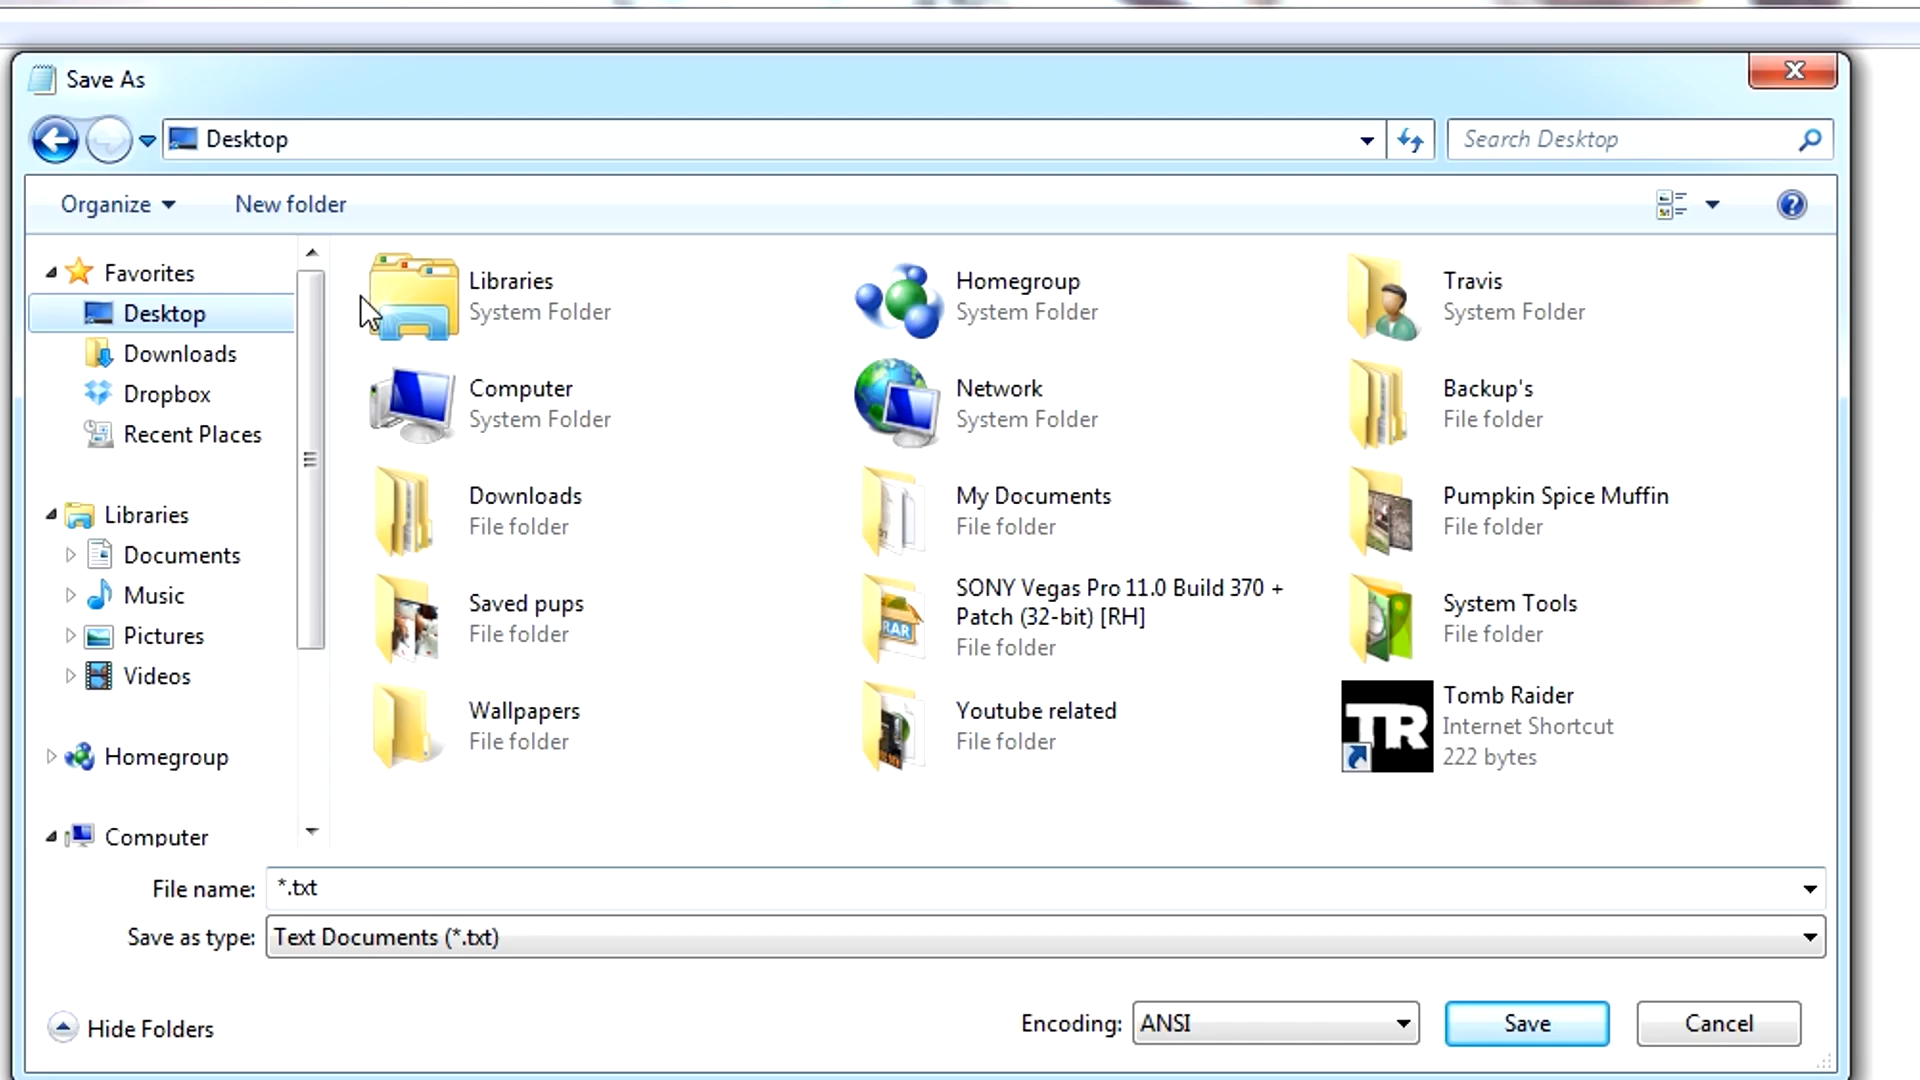 Save As
Desktop
Search Desktop
Organize
New folder
Favorites
Desktop
Downloads
Dropbox
Recent Places
Libraries
Documents
Music
Pictures
Videos
Homegroup
Computer
Libraries
System Folder
Homegroup
System Folder
Travis
System Folder
Computer
System Folder
Network
System Folder
Backup's
File folder
Downloads
File folder
My Documents
File folder
Pumpkin Spice Muffin
File folder
Saved pups
File folder
SONY Vegas Pro 11.0 Build 370 +
Patch (32-bit) [RH]
File folder
System Tools
File folder
Wallpapers
File folder
Youtube related
File folder
TR
Tomb Raider
Internet Shortcut
222 bytes
File name: *.txt
Save as type: Text Documents (*.txt)
Hide Folders
Encoding: ANSI
Save
Cancel